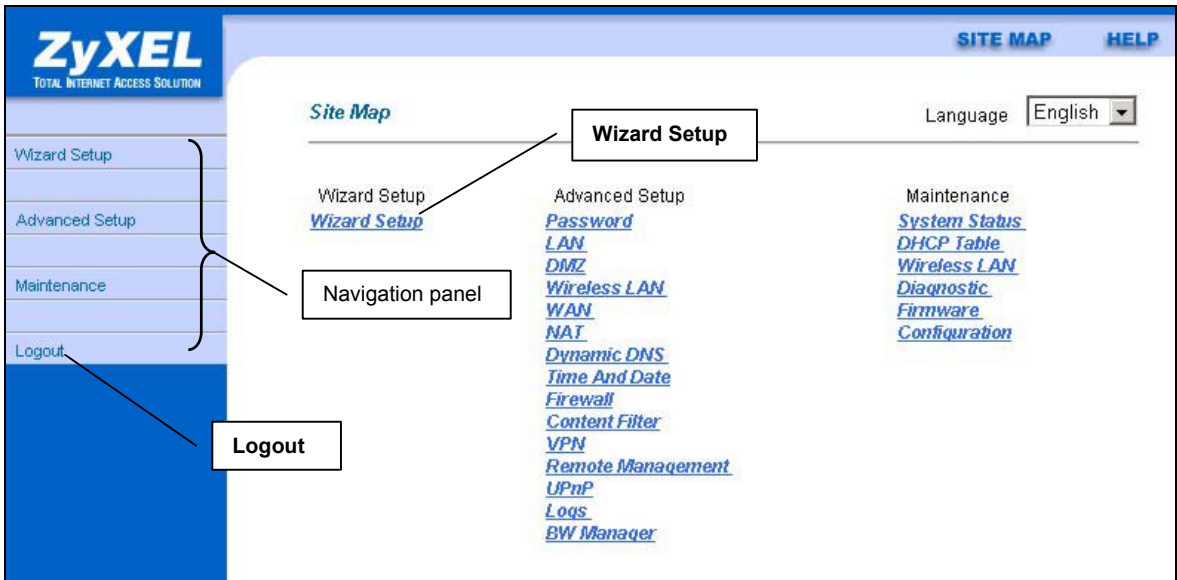 ZyXEL
TOTAL INTERNET ACCESS SOLUTION
SITE MAP
HELP
Site Map
Language
English
Wizard Setup
Wizard Setup
Advanced Setup
Maintenance
Logout
Navigation panel
Logout
Wizard Setup
Wizard Setup
Advanced Setup
Password
LAN
DMZ
Wireless LAN
WAN
NAT
Dynamic DNS
Time And Date
Firewall
Content Filter
VPN
Remote Management
UPnP
Logs
BW Manager
Maintenance
System Status
DHCP Table
Wireless LAN
Diagnostic
Firmware
Configuration